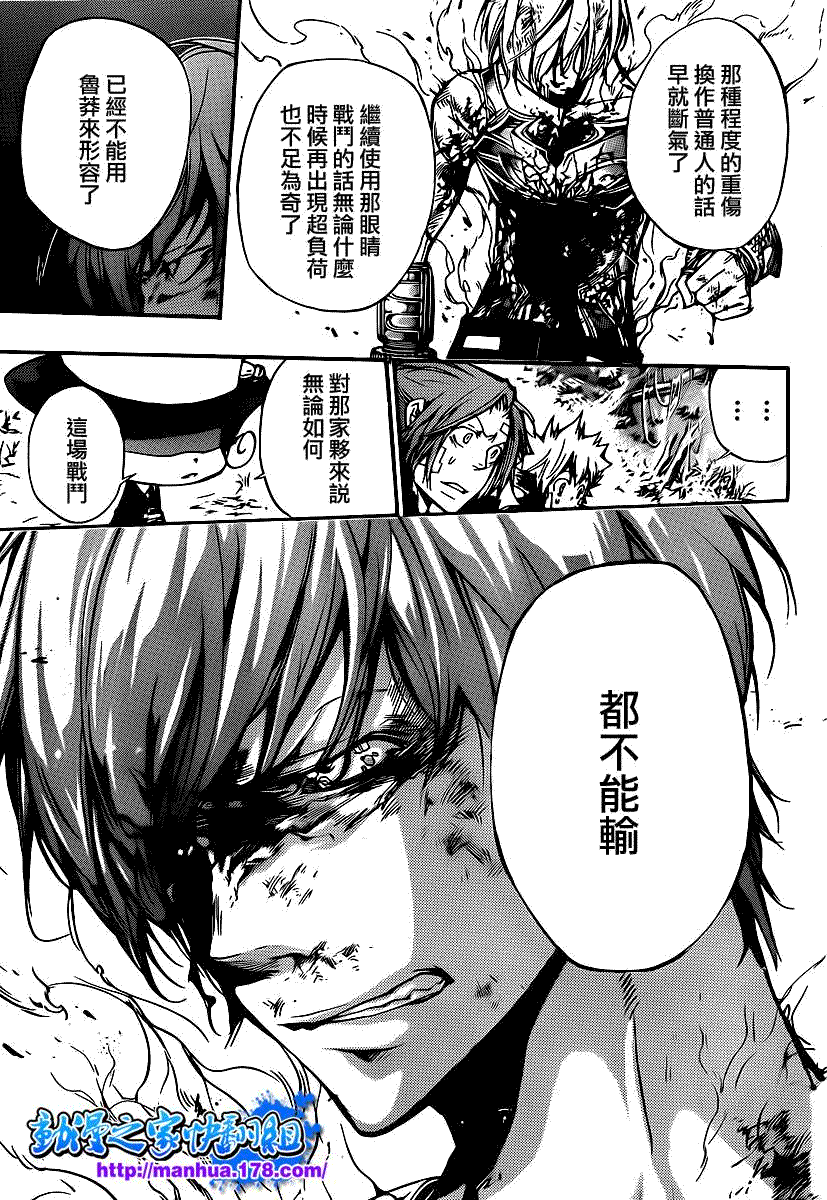 那種程度的重傷
換作普通人的話
早就斷氣了
繼續使用那眼睛
戰鬥的話無論什麼
時候再出現超負荷
也不足為奇了
已經不能用
魯莽來形容了
……
對那家夥來說
無論如何
這場戰鬥
都不能輸
動漫之家快翻組
http://manhua.178.com/